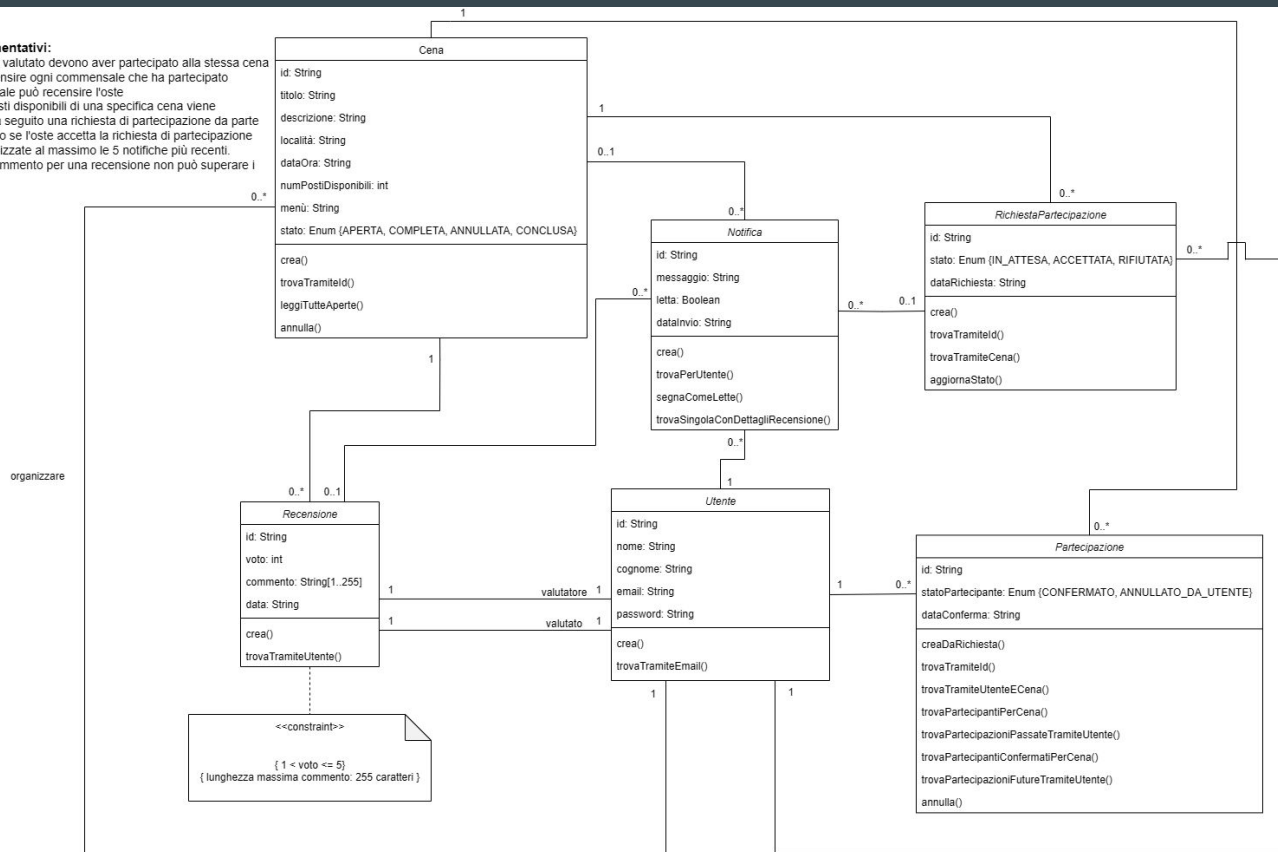 1
mentativi:
valutato devono aver partecipato alla stessa cena
nsire ogni commensale che ha partecipato
ale può recensire l'oste
sti disponibili di una specifica cena viene
a seguito una richiesta di partecipazione da parte
o se l'oste accetta la richiesta di partecipazione
izzate al massimo le 5 notifiche più recenti.
mmento per una recensione non può superare i
Cena
id: String
titolo: String
descrizione: String
località: String
dataOra: String
numPostiDisponibili: int
menù: String
stato: Enum {APERTA, COMPLETA, ANNULLATA, CONCLUSA}
crea()
trovaTramiteId()
leggiTutteAperte()
annulla()
1
0..1
0..*
1
0..*
0..*
Notifica
id: String
messaggio: String
letta: Boolean
dataInvio: String
crea()
trovaPerUtente()
segnaComeLette()
trovaSingolaConDettagliRecensione()
0..*
0..*
0..1
0..*
0..*
RichiestaPartecipazione
id: String
stato: Enum {IN_ATTESA, ACCETTATA, RIFIUTATA}
dataRichiesta: String
crea()
trovaTramiteId()
trovaTramiteCena()
aggiornaStato()
0..*
organizzare
0..*
0..1
Recensione
id: String
voto: int
commento: String[1..255]
data: String
crea()
trovaTramiteUtente()
1
valutatore
1
1
valutato
1
<<constraint>>
{ 1 < voto <= 5}
{ lunghezza massima commento: 255 caratteri }
1
Utente
id: String
nome: String
cognome: String
email: String
password: String
crea()
trovaTramiteEmail()
1
1
1
0..*
0..*
Partecipazione
id: String
statoPartecipante: Enum {CONFERMATO, ANNULLATO_DA_UTENTE}
dataConferma: String
creaDaRichiesta()
trovaTramiteId()
trovaTramiteUtenteECena()
trovaPartecipantiPerCena()
trovaPartecipazioniPassateTramiteUtente()
trovaPartecipantiConfermatiPerCena()
trovaPartecipazioniFutureTramiteUtente()
annulla()